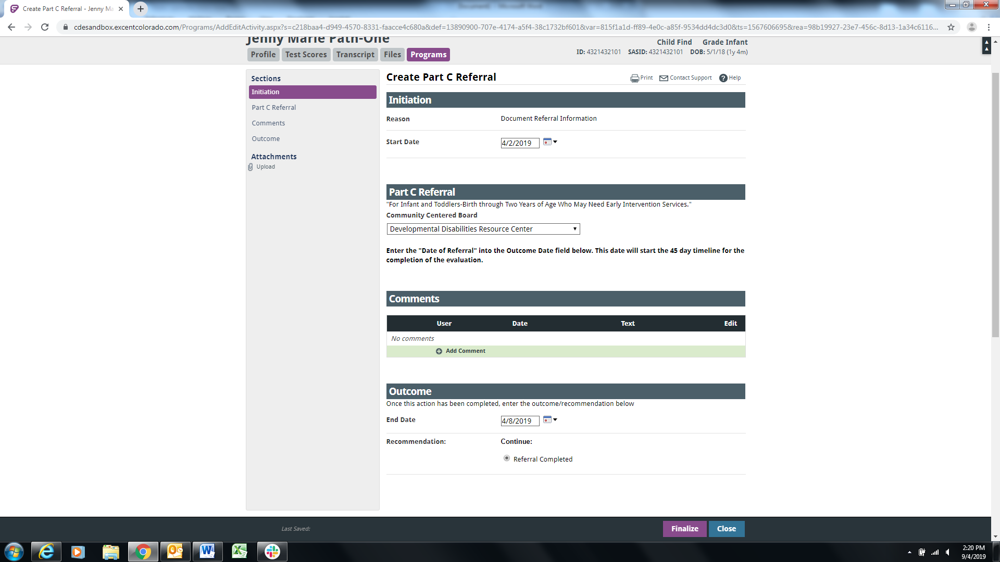 Create Part C Referral - Jenny Ma
cdesandbox.excentcolorado.com/Programs/AddEditActivity.aspx?s=c218baa4-d949-4570-8331-faacce4c680a&def=13890900-707e-4174-a5f4-38c1732bf601&var=815f1a1d-ff89-4e0c-a85f-9534dd4dc3d0&ts=1567606695&rea=98b19927-23e7-456c-8d13-1a34c6116...
Jenny Marie Path-One
Child Find Grade Infant
Profile Test Scores Transcript Files Programs
ID: 4321432101 SASID: 4321432101 DOB: 5/1/18 (1y 4m)
Sections
Initiation
Part C Referral
Comments
Outcome
Attachments
Upload
Create Part C Referral
Print Contact Support Help
Initiation
Reason Document Referral Information
Start Date 4/2/2019
Part C Referral
"For Infant and Toddlers-Birth through Two Years of Age Who May Need Early Intervention Services."
Community Centered Board
Developmental Disabilities Resource Center
Enter the "Date of Referral" into the Outcome Date field below. This date will start the 45 day timeline for the
completion of the evaluation.
Comments
User Date Text Edit
No comments
Add Comment
Outcome
Once this action has been completed, enter the outcome/recommendation below
End Date 4/8/2019
Recommendation: Continue:
Referral Completed
Last Saved:
Finalize Close
2:20 PM
9/4/2019